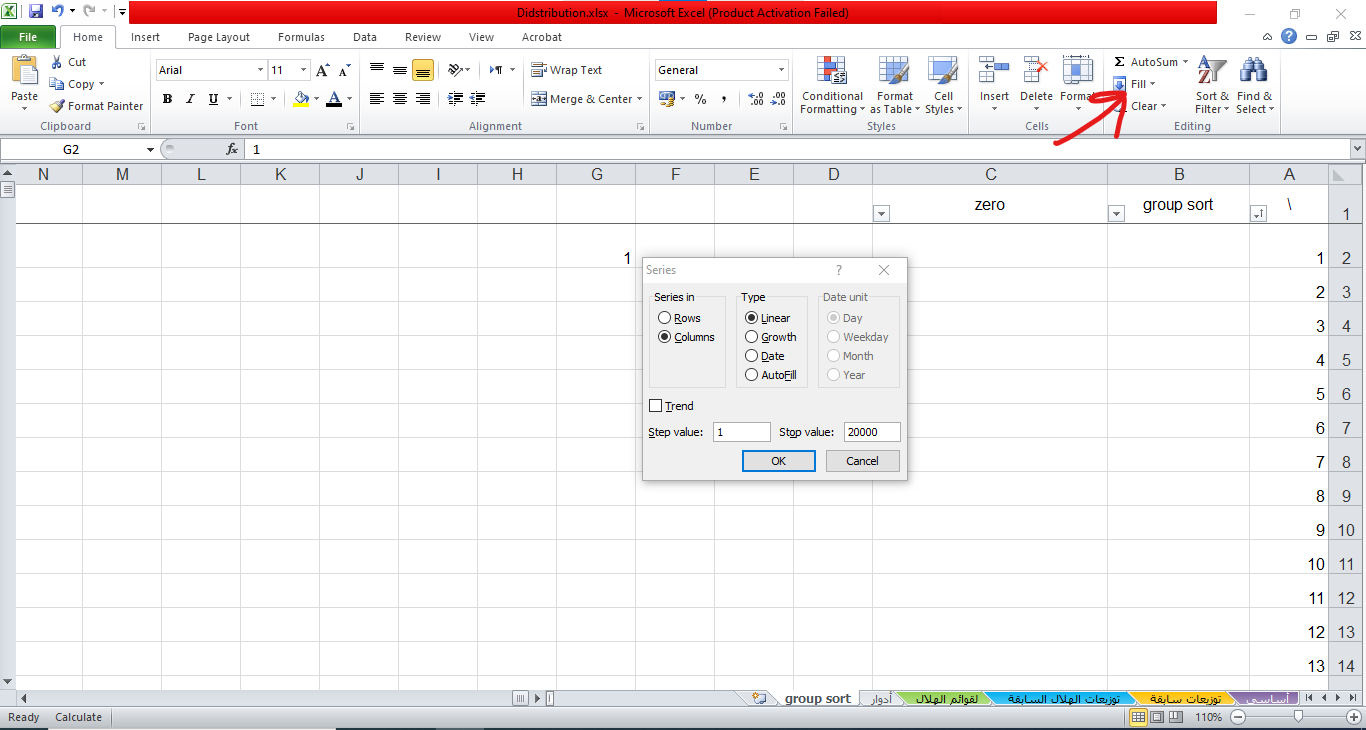 Didstribution.xlsx - Microsoft Excel (Product Activation Failed)
File Home Insert Page Layout Formulas Data Review View Acrobat
Paste
Cut
Copy
Format Painter
Clipboard
Arial 11
B I U
Font
Wrap Text
Merge & Center
Alignment
General
Number
Conditional Formatting
Format as Table
Cell Styles
Styles
Insert
Delete
Format
Cells
AutoSum
Fill
Clear
Sort & Filter
Find & Select
Editing
G2 fx 1
N M L K J I H G F E D C B A
zero group sort \ 1
1 1 2
2 3
3 4
4 5
5 6
6 7
7 8
8 9
9 10
10 11
11 12
12 13
13 14
Series
Series in
Rows
Columns
Type
Linear
Growth
Date
AutoFill
Date unit
Day
Weekday
Month
Year
Trend
Step value: 1 Stop value: 20000
OK Cancel
group sort أدوار لقوائم الهلال توزيعات الهلال السابقة توزيعات سابقة أساسي
Ready Calculate 110%